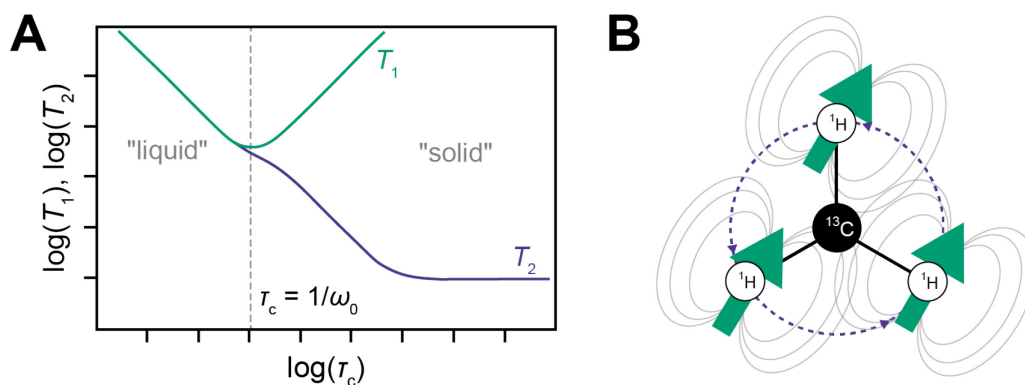 A
log(T₁), log(T₂)
T₁
"liquid"
"solid"
T₂
τc = 1/ω₀
log(τc)
B
¹H
¹³C
¹H
¹H